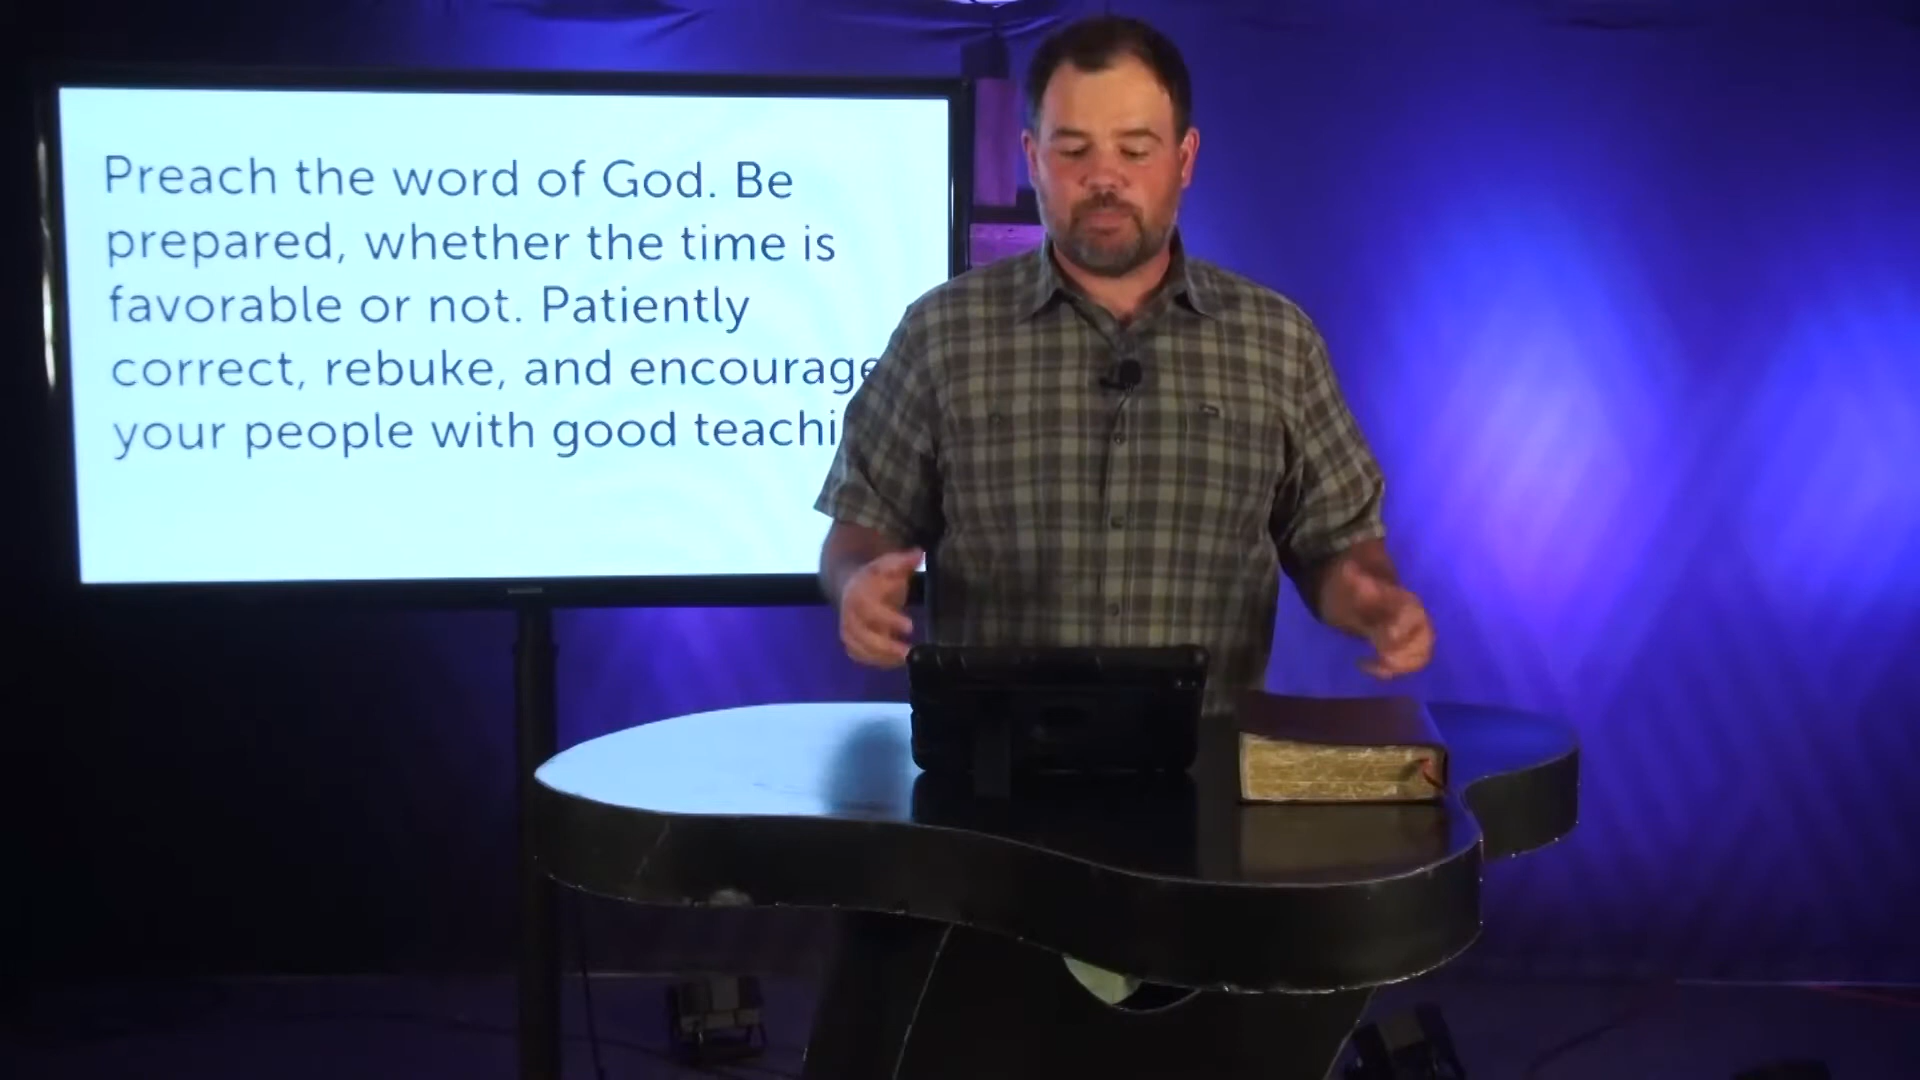 Preach the word of God. Be
prepared, whether the time is
favorable or not. Patiently
correct, rebuke, and encourage
your people with good